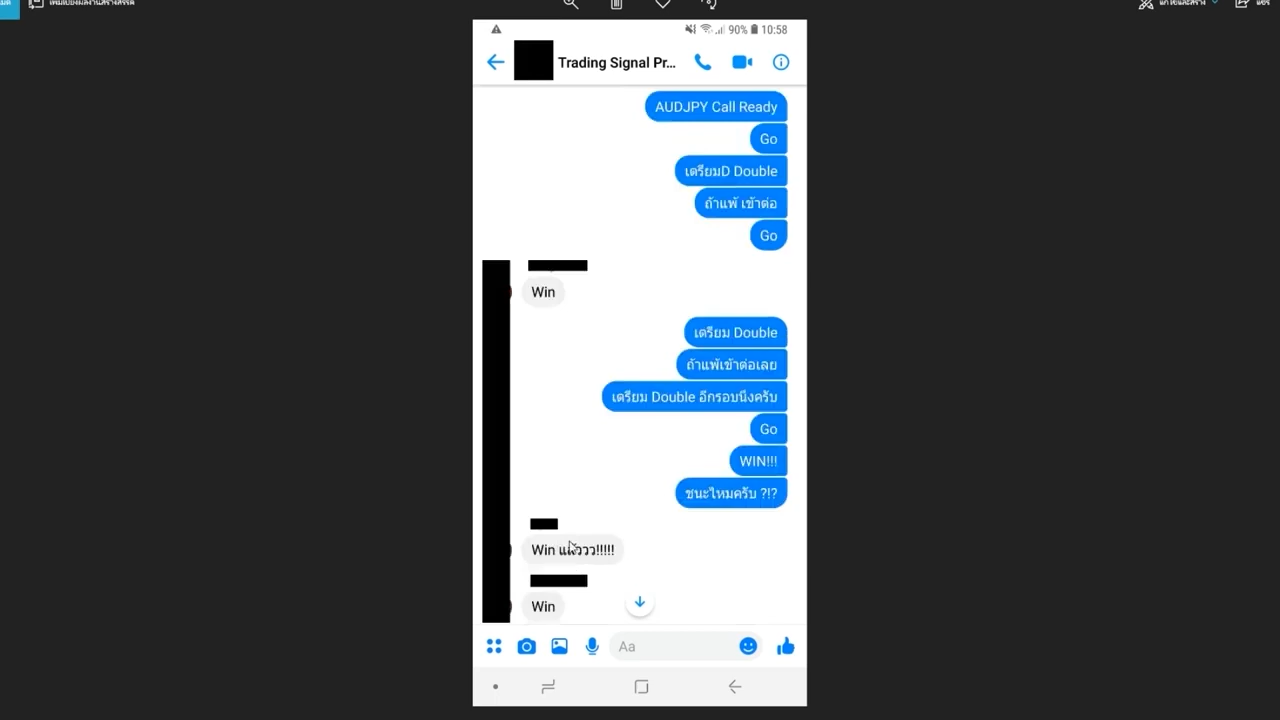 90% 10:58
Trading Signal Pr...
AUDJPY Call Ready
Go
เตรียมD Double
ถ้าแพ้ เข้าต่อ
Go
Win
เตรียม Double
ถ้าแพ้เข้าต่อเลย
เตรียม Double อีกรอบนึงครับ
Go
WIN!!!
ชนะไหมครับ ?!?
Win แล้ววว!!!!!
Win
Aa